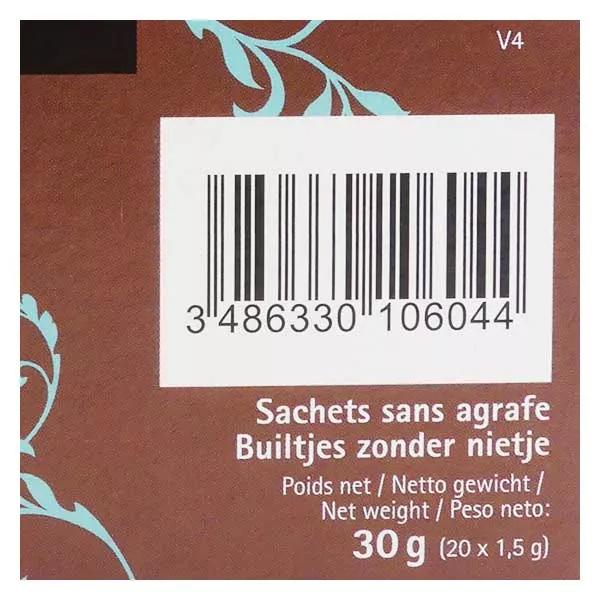 V4
3 486330 106044
Sachets sans agrafe
Builtjes zonder nietje
Poids net / Netto gewicht /
Net weight / Peso neto:
30 g (20 x 1,5 g)